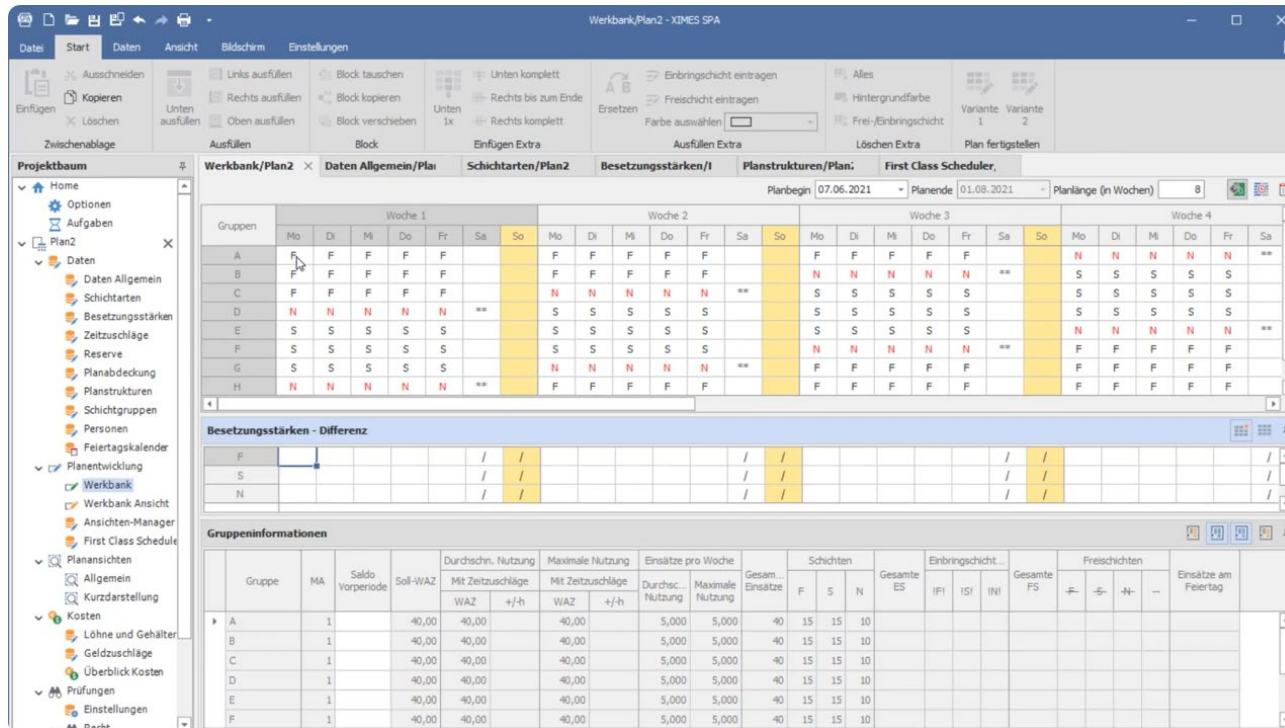 Werkbank/Plan2 - XIMES SPA
Datei Start Daten Ansicht Bildschirm Einstellungen
Einfügen
Ausschneiden
Kopieren
Löschen
Zwischenablage
Unten ausfüllen
Links ausfüllen
Rechts ausfüllen
Oben ausfüllen
Ausfüllen
Block tauschen
Block kopieren
Block verschieben
Block
Unten 1x
Unten komplett
Rechts bis zum Ende
Rechts komplett
Einfügen Extra
A B
Ersetzen
Einbringschicht eintragen
Freischicht eintragen
Farbe auswählen
Ausfüllen Extra
Alles
Hintergrundfarbe
Frei-/Einbringschicht
Löschen Extra
Variante 1
Variante 2
Plan fertigstellen
Projektbaum
Home
Optionen
Aufgaben
Plan2
Daten
Daten Allgemein
Schichtarten
Besetzungsstärken
Zeitzuschläge
Reserve
Planabdeckung
Planstrukturen
Schichtgruppen
Personen
Feiertagskalender
Planentwicklung
Werkbank
Werkbank Ansicht
Ansichten-Manager
First Class Schedule
Planansichten
Allgemein
Kurzdarstellung
Kosten
Löhne und Gehälter
Geldzuschläge
Überblick Kosten
Prüfungen
Einstellungen
Recht
Werkbank/Plan2 Daten Allgemein/Pla Schichtarten/Plan2 Besetzungsstärken/ Planstrukturen/Plan First Class Scheduler,
Planbegin 07.06.2021 Planende 01.08.2021 Planlänge (in Wochen) 8
Gruppen Woche 1 Woche 2 Woche 3 Woche 4
Mo Di Mi Do Fr Sa So Mo Di Mi Do Fr Sa So Mo Di Mi Do Fr Sa So Mo Di Mi Do Fr Sa
A F F F F F F F F F F F F F F F N N N N N **
B F F F F F F F F F F N N N N N ** S S S S S
C F F F F F N N N N N ** S S S S S S S S S S
D N N N N N ** S S S S S S S S S S S S S S S
E S S S S S S S S S S S S S S S N N N N N **
F S S S S S S S S S S N N N N N ** F F F F F
G S S S S S N N N N N ** F F F F F F F F F F
H N N N N N ** F F F F F F F F F F F F F F F
Besetzungsstärken - Differenz
F / / / / / / /
S / / / / / / /
N / / / / / / /
Gruppeninformationen
Gruppe MA Saldo Vorperiode Soll-WAZ Durchschn. Nutzung Maximale Nutzung Einsätze pro Woche Gesam... Einsätze Schichten Gesamte ES Einbringschicht... Gesamte FS Freischichten Einsätze am Feiertag
Mit Zeitzuschläge Mit Zeitzuschläge Durchsc... Nutzung Maximale Nutzung F S N !F! !S! !N! -F- -S- -N- --
WAZ +/-h WAZ +/-h
A 1 40,00 40,00 40,00 5,000 5,000 40 15 15 10
B 1 40,00 40,00 40,00 5,000 5,000 40 15 15 10
C 1 40,00 40,00 40,00 5,000 5,000 40 15 15 10
D 1 40,00 40,00 40,00 5,000 5,000 40 15 15 10
E 1 40,00 40,00 40,00 5,000 5,000 40 15 15 10
F 1 40,00 40,00 40,00 5,000 5,000 40 15 15 10